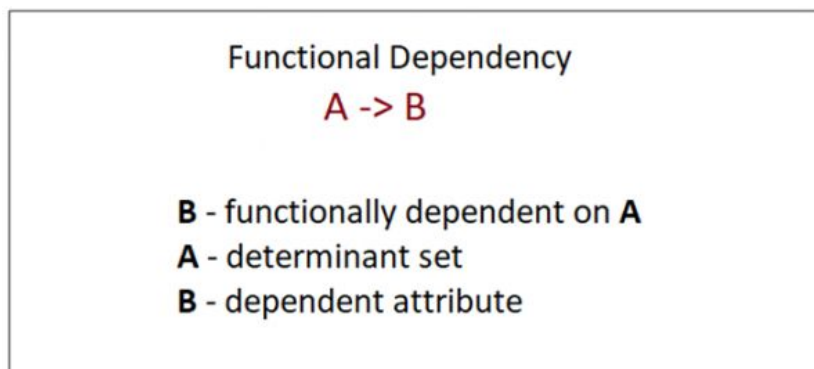 Functional Dependency
A -> B
B - functionally dependent on A
A - determinant set
B - dependent attribute